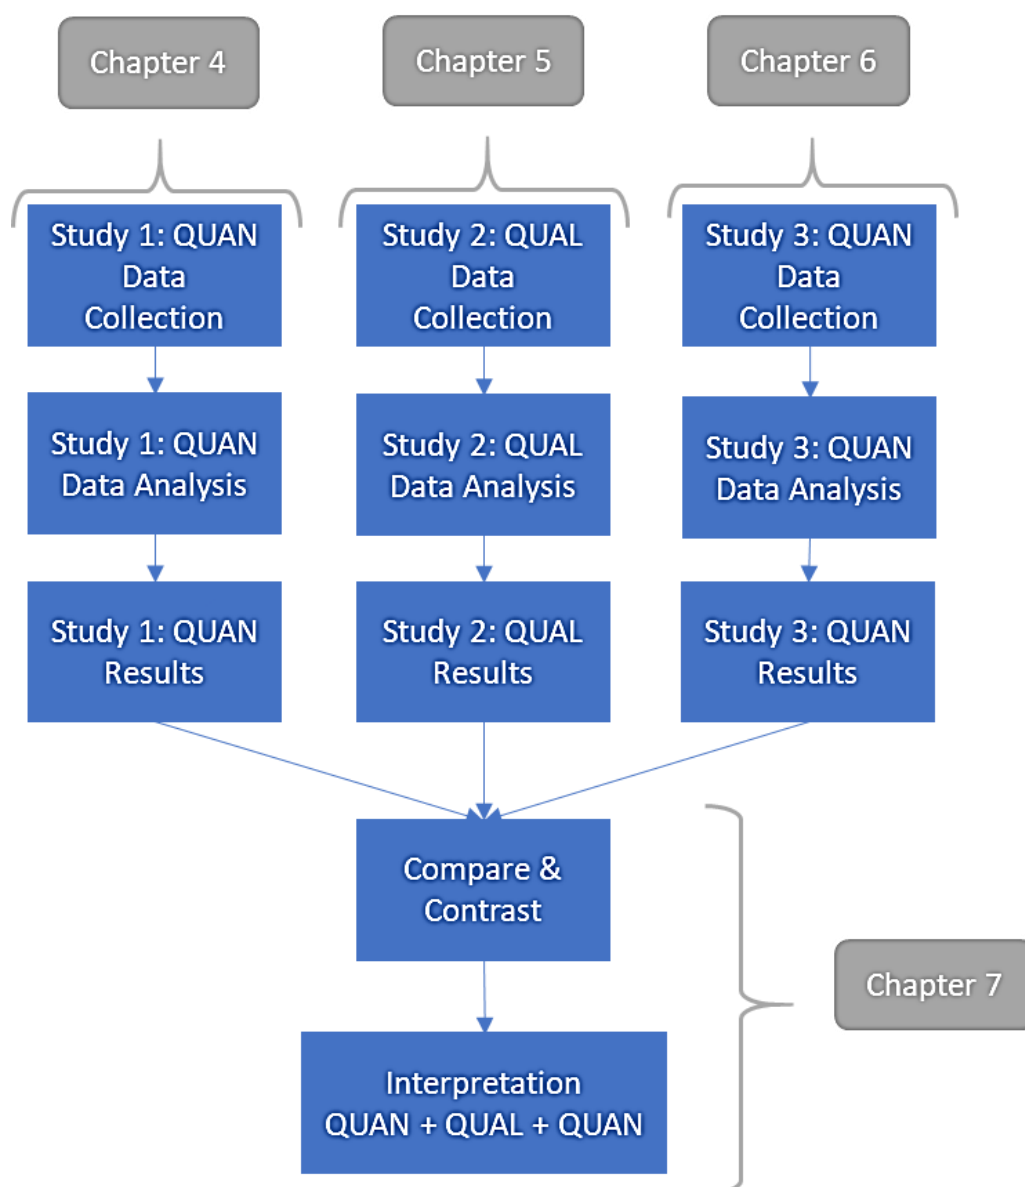 Chapter 4
Chapter 5
Chapter 6
Study 1: QUAN
Data
Collection
Study 2: QUAL
Data
Collection
Study 3: QUAN
Data
Collection
Study 1: QUAN
Data Analysis
Study 2: QUAL
Data Analysis
Study 3: QUAN
Data Analysis
Study 1: QUAN
Results
Study 2: QUAL
Results
Study 3: QUAN
Results
Compare &
Contrast
Chapter 7
Interpretation
QUAN + QUAL + QUAN